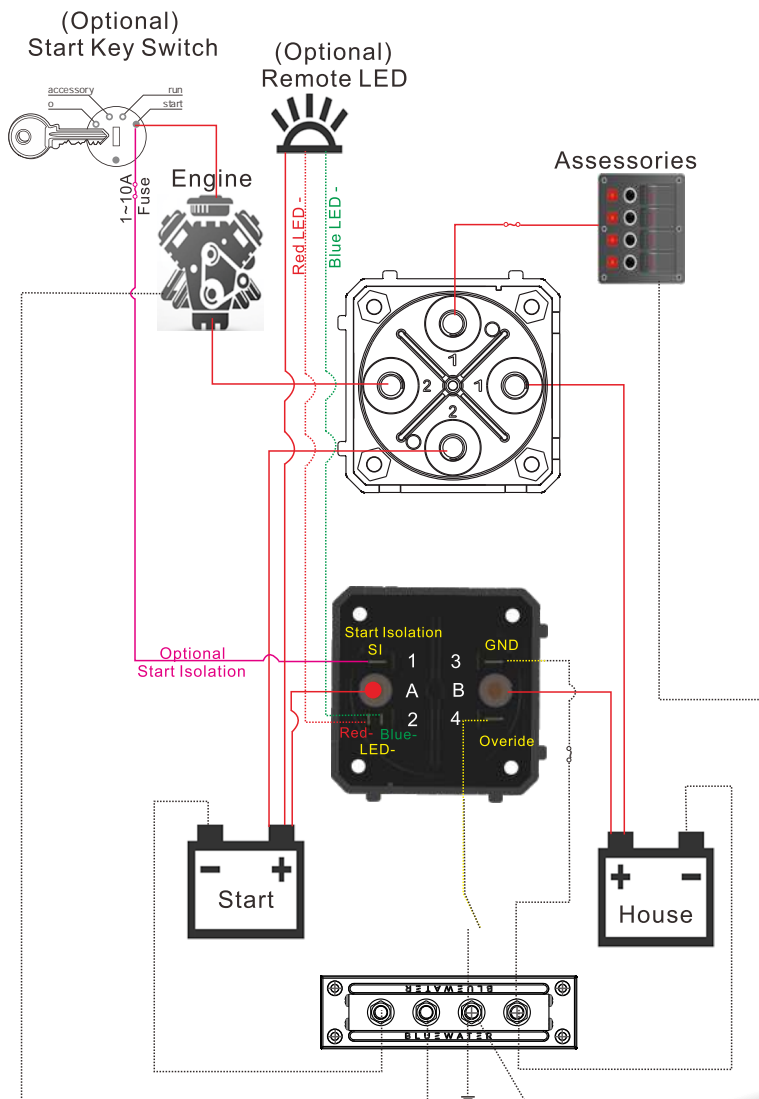 (Optional)
Start Key Switch
(Optional)
Remote LED
accessory
run
o
start
1~10A
Fuse
Engine
Red LED -
Blue LED -
Assessories
1
2
1
2
Start Isolation
SI
GND
Optional
Start Isolation
1
3
A
B
2
4
Red-
Blue-
LED-
Overide
- +
Start
+ -
House
BLUEWATER
BLUEWATER